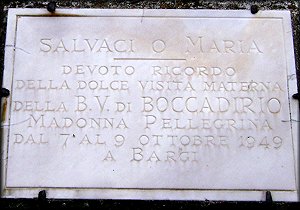 SALVACI O MARIA
DEVOTO RICORDO
DELLA DOLCE VISITA MATERNA
DELLA B.V. DI BOCCADIRIO
MADONNA PELLEGRINA
DAL 7 AL 9 OTTOBRE 1949
A BARGI